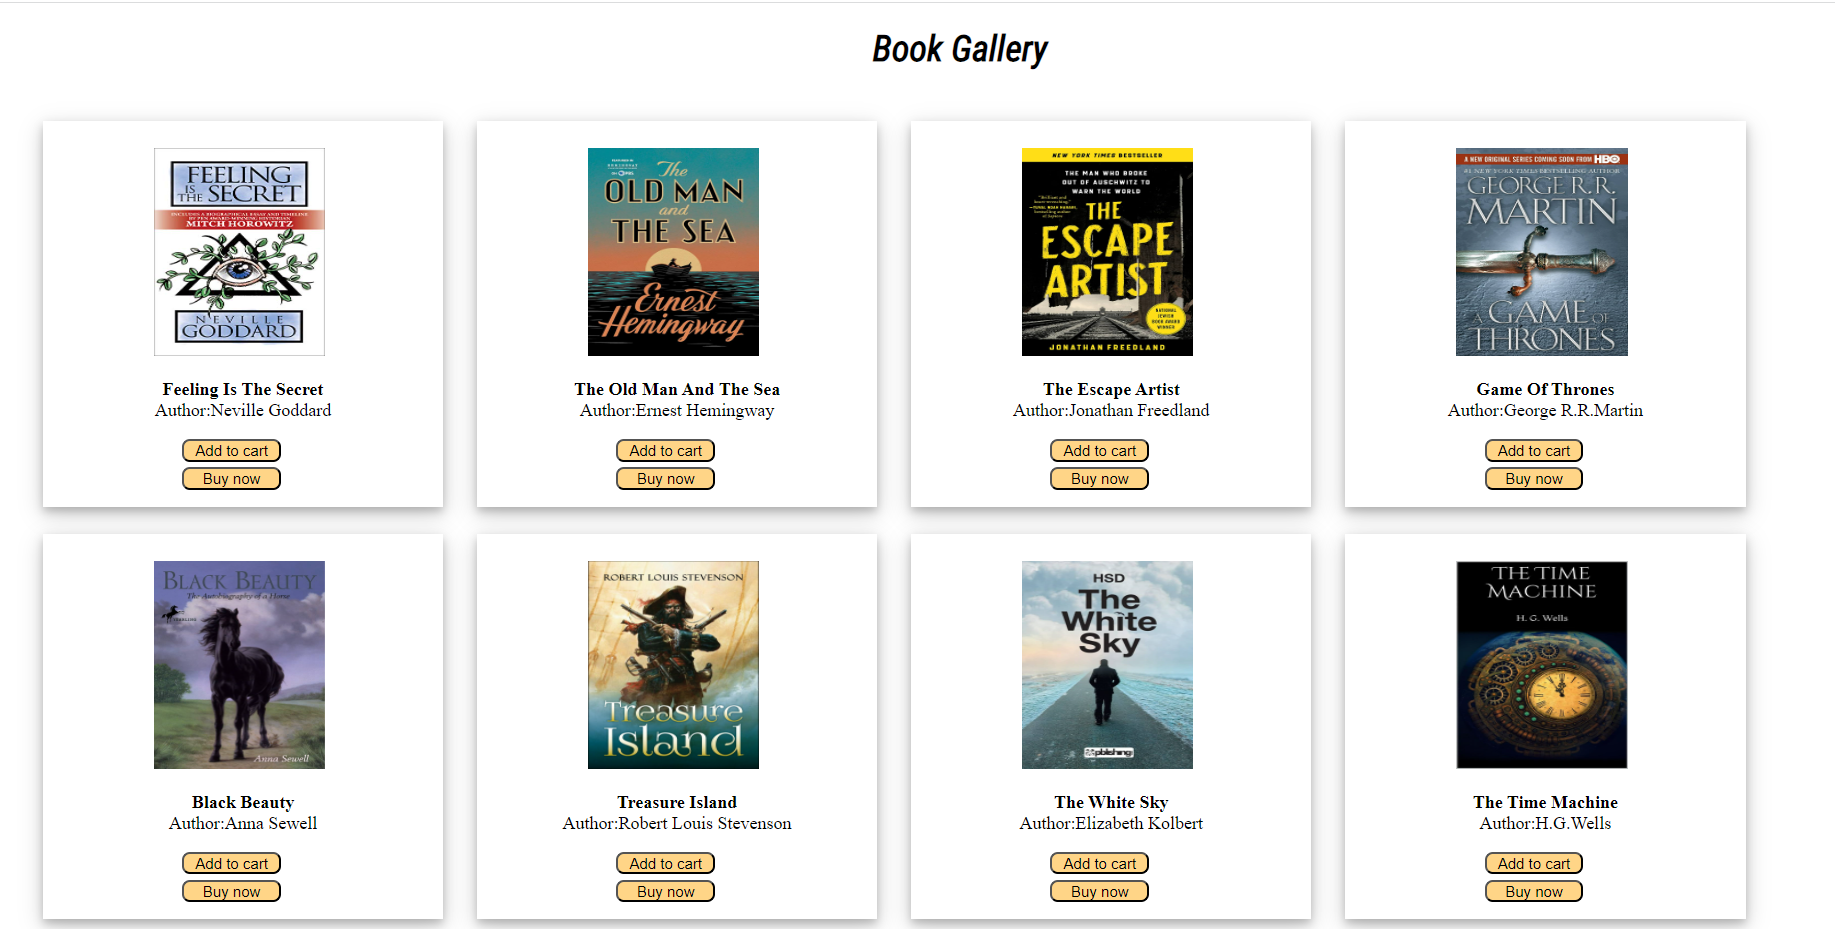 Book Gallery
FEELING
IS THE SECRET
INCLUDES A BIOGRAPHICAL ESSAY AND TIMELINE
BY PEN AWARD-WINNING HISTORIAN
MITCH HOROWITZ
NEVILLE
GODDARD
Feeling Is The Secret
Author:Neville Goddard
Add to cart
Buy now
The
OLD MAN
and
THE SEA
Ernest
Hemingway
The Old Man And The Sea
Author:Ernest Hemingway
Add to cart
Buy now
NEW YORK TIMES BESTSELLER
THE MAN WHO BROKE
OUT OF AUSCHWITZ TO
WARN THE WORLD
THE
ESCAPE
ARTIST
NATIONAL
JEWISH
BOOK AWARD
WINNER
JONATHAN FREEDLAND
The Escape Artist
Author:Jonathan Freedland
Add to cart
Buy now
A NEW ORIGINAL SERIES COMING SOON FROM HBO
#1 NEW YORK TIMES BESTSELLING AUTHOR
GEORGE R.R.
MARTIN
A GAME OF
THRONES
Game Of Thrones
Author:George R.R.Martin
Add to cart
Buy now
BLACK BEAUTY
The Autobiography of a Horse
Anna Sewell
Black Beauty
Author:Anna Sewell
Add to cart
Buy now
ROBERT LOUIS STEVENSON
Treasure
Island
Treasure Island
Author:Robert Louis Stevenson
Add to cart
Buy now
HSD
The
White
Sky
The White Sky
Author:Elizabeth Kolbert
Add to cart
Buy now
THE TIME
MACHINE
H. G. Wells
The Time Machine
Author:H.G.Wells
Add to cart
Buy now